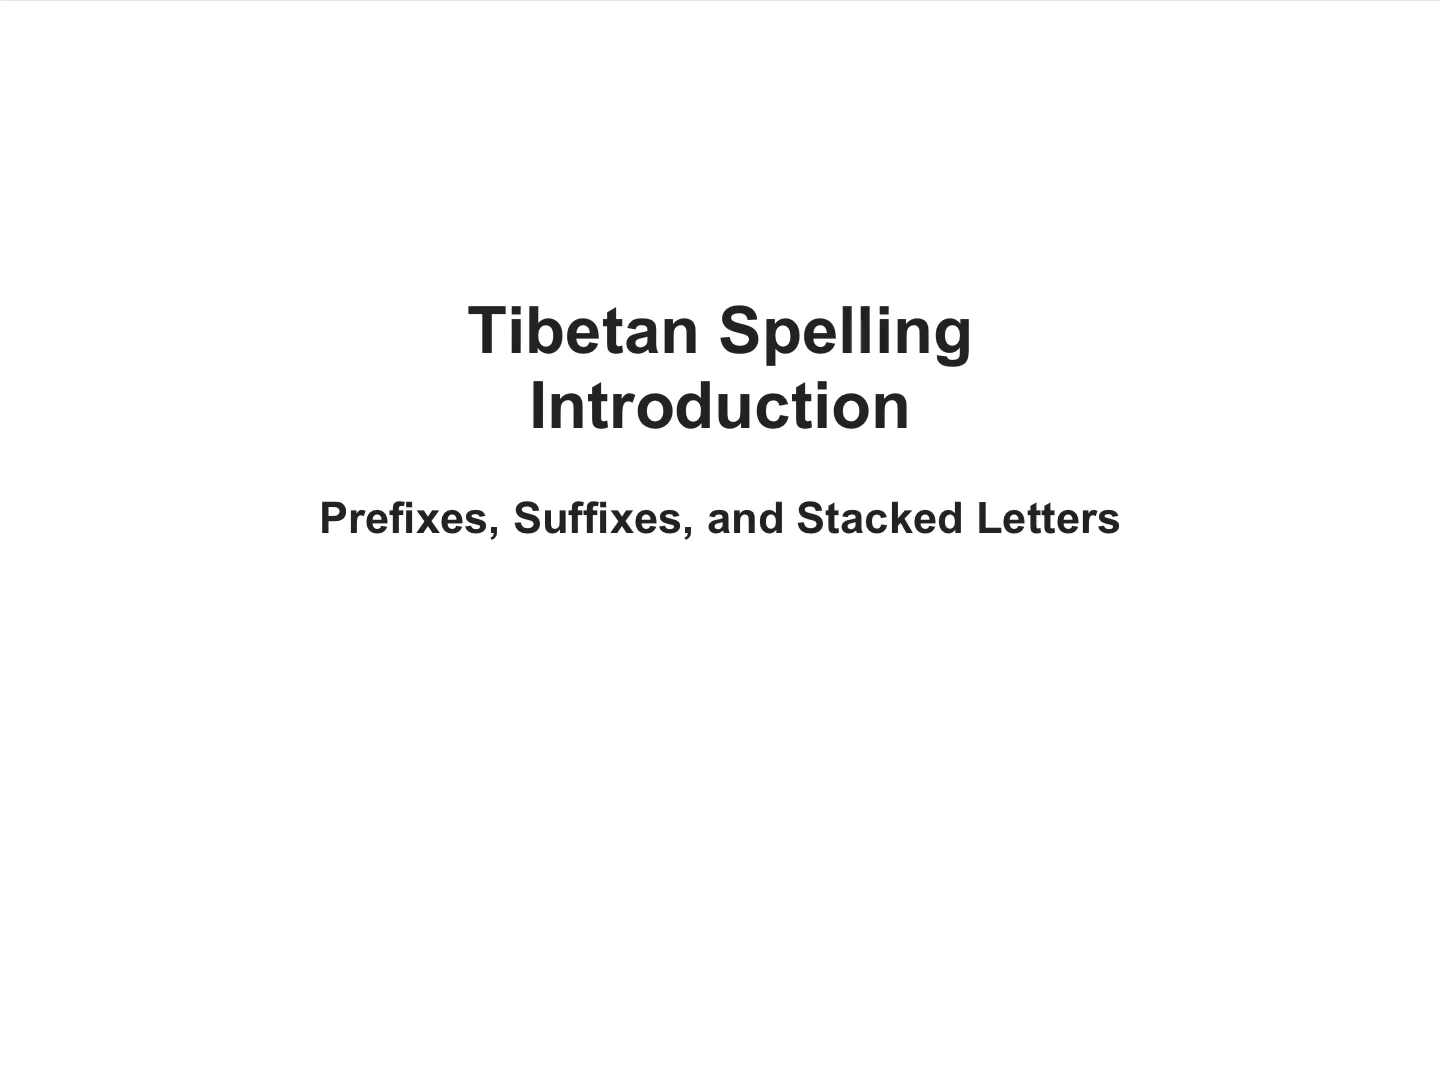 Tibetan Spelling
Introduction
Prefixes, Suffixes, and Stacked Letters